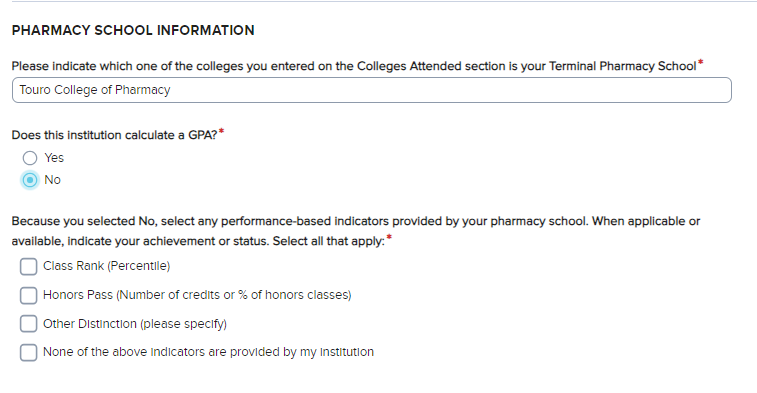 PHARMACY SCHOOL INFORMATION
Please indicate which one of the colleges you entered on the Colleges Attended section is your Terminal Pharmacy School*
Touro College of Pharmacy
Does this institution calculate a GPA?*
Yes
No
Because you selected No, select any performance-based indicators provided by your pharmacy school. When applicable or
available, indicate your achievement or status. Select all that apply:*
Class Rank (Percentile)
Honors Pass (Number of credits or % of honors classes)
Other Distinction (please specify)
None of the above indicators are provided by my institution